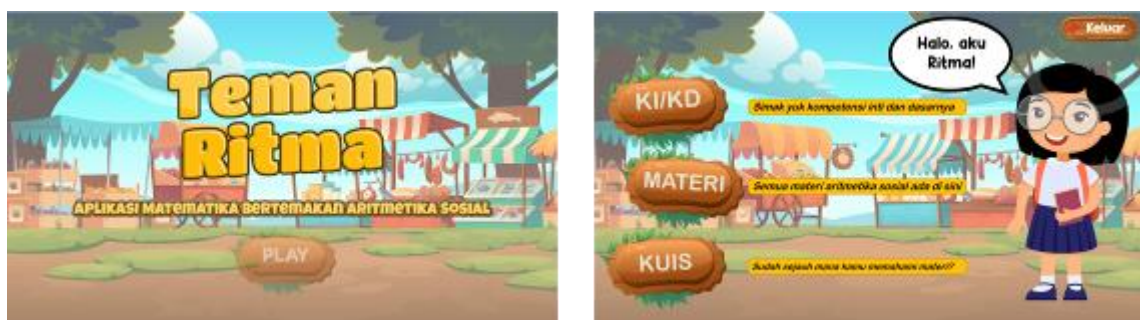 Teman
Ritma
APLIKASI MATEMATIKA BERTEMAKAN ARITMETIKA SOSIAL
PLAY
Keluar
Halo, aku
Ritma!
KI/KD
Simak yuk kompetensi inti dan dasarnya
MATERI
Semua materi aritmetika sosial ada di sini
KUIS
Sudah sejauh mana kamu memahami materi??